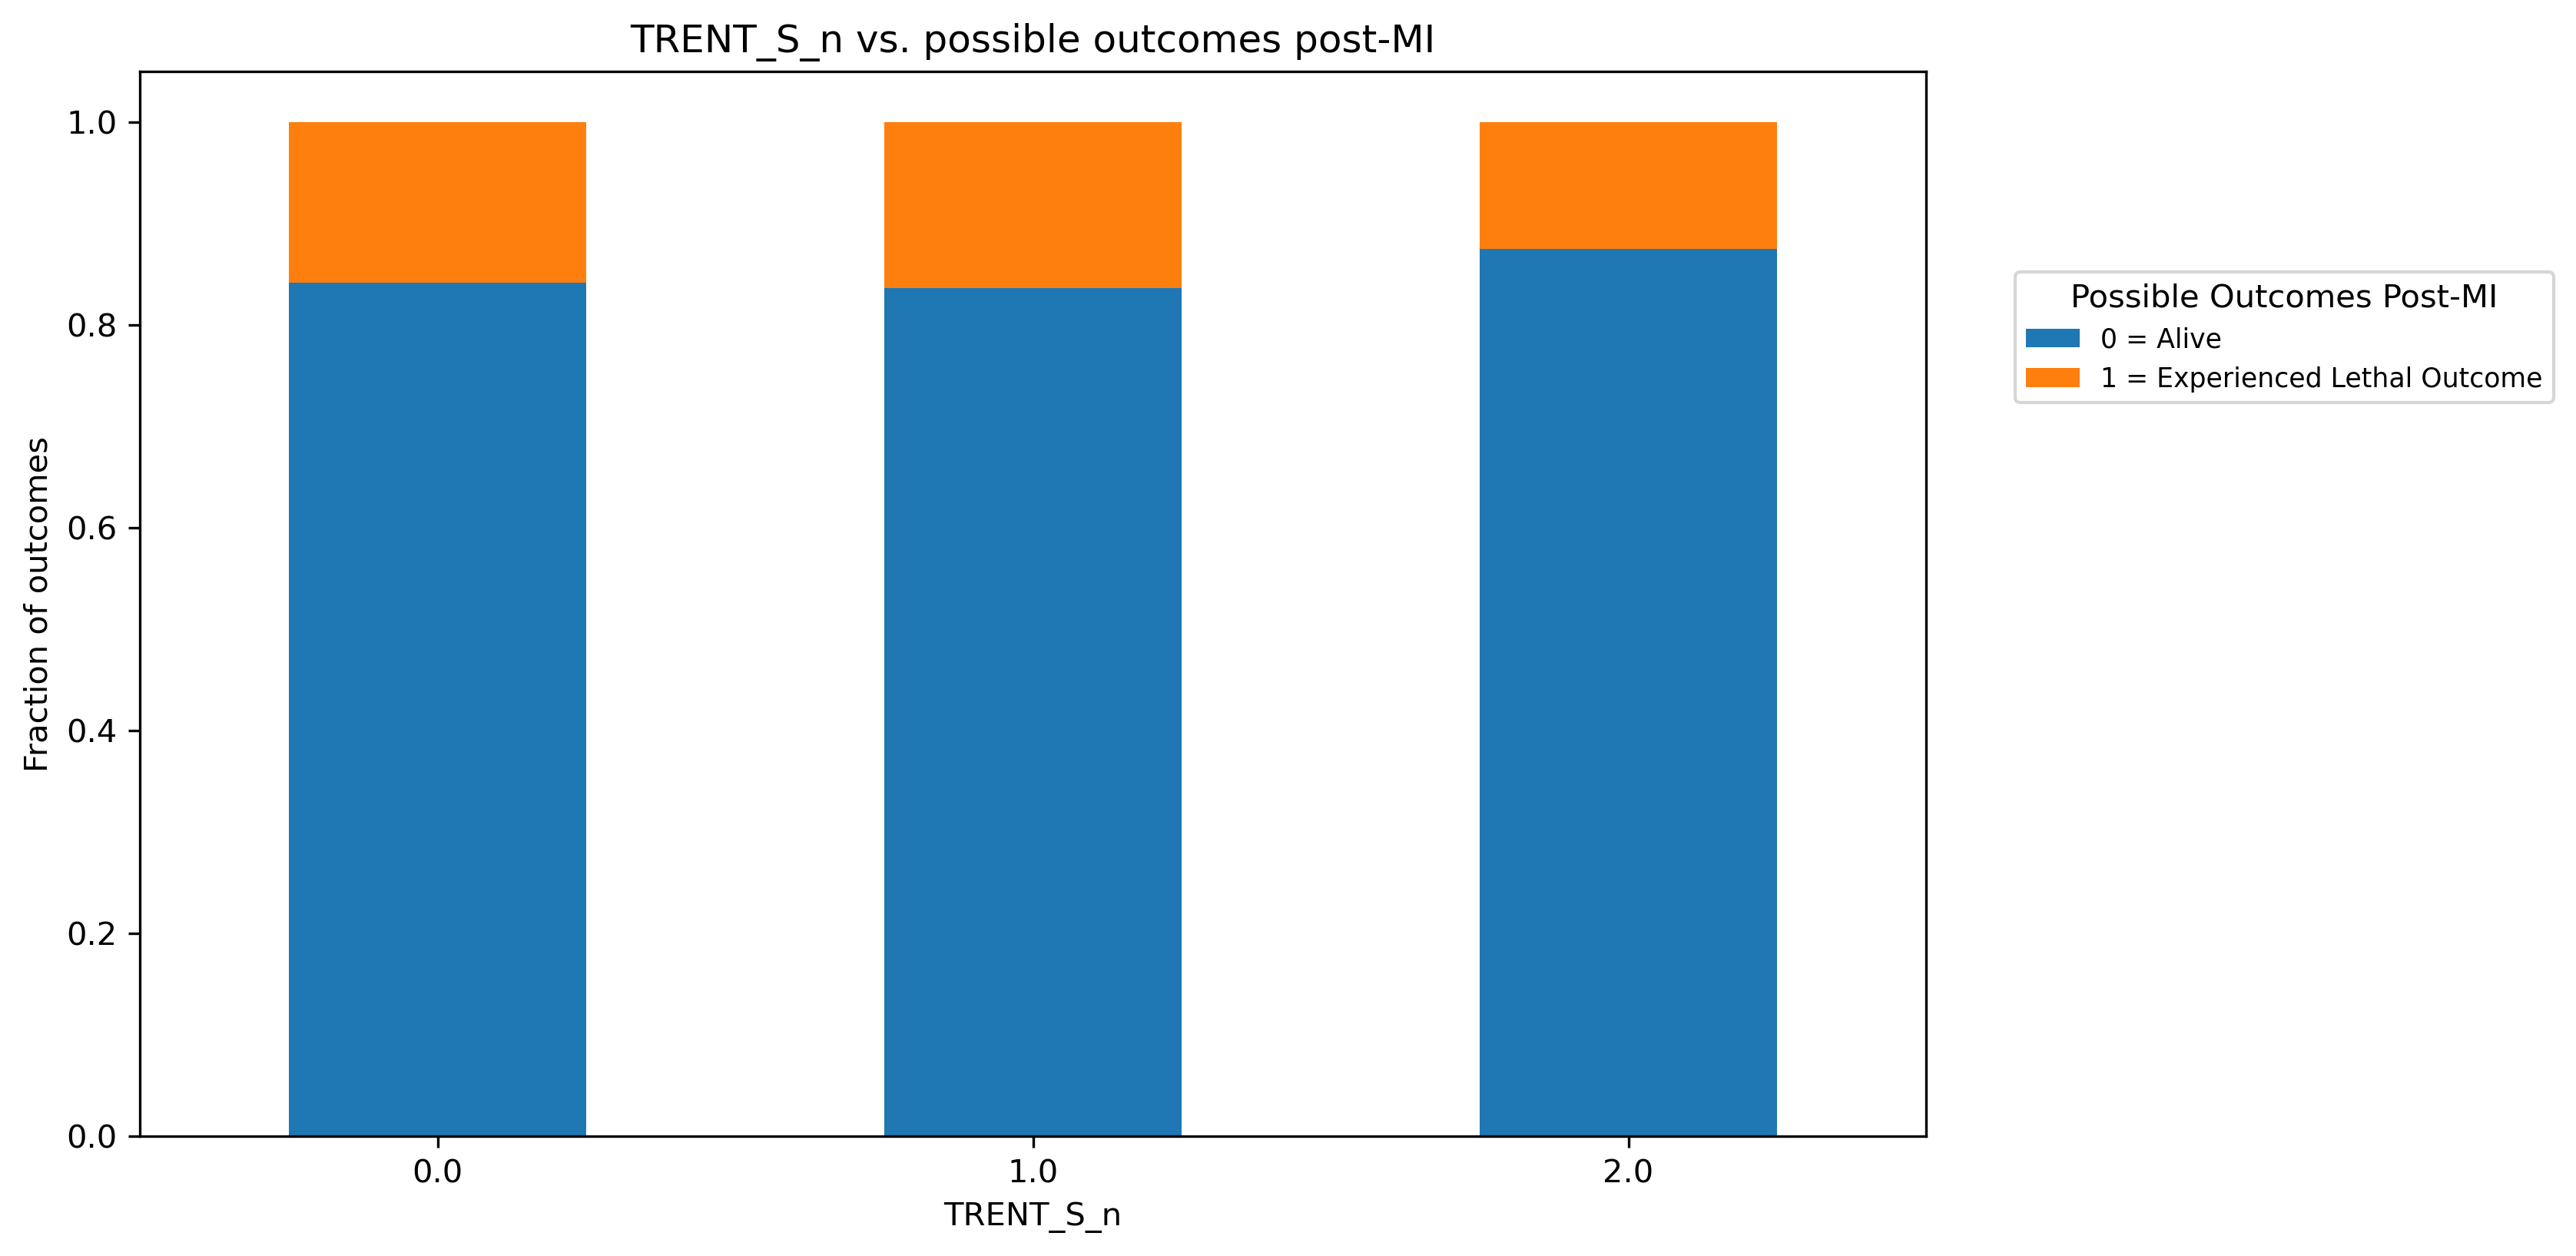 TRENT_S_n vs. possible outcomes post-MI
Fraction of outcomes
1.0
0.8
0.6
0.4
0.2
0.0
0.0 1.0 2.0
TRENT_S_n
Possible Outcomes Post-MI
0 = Alive
1 = Experienced Lethal Outcome